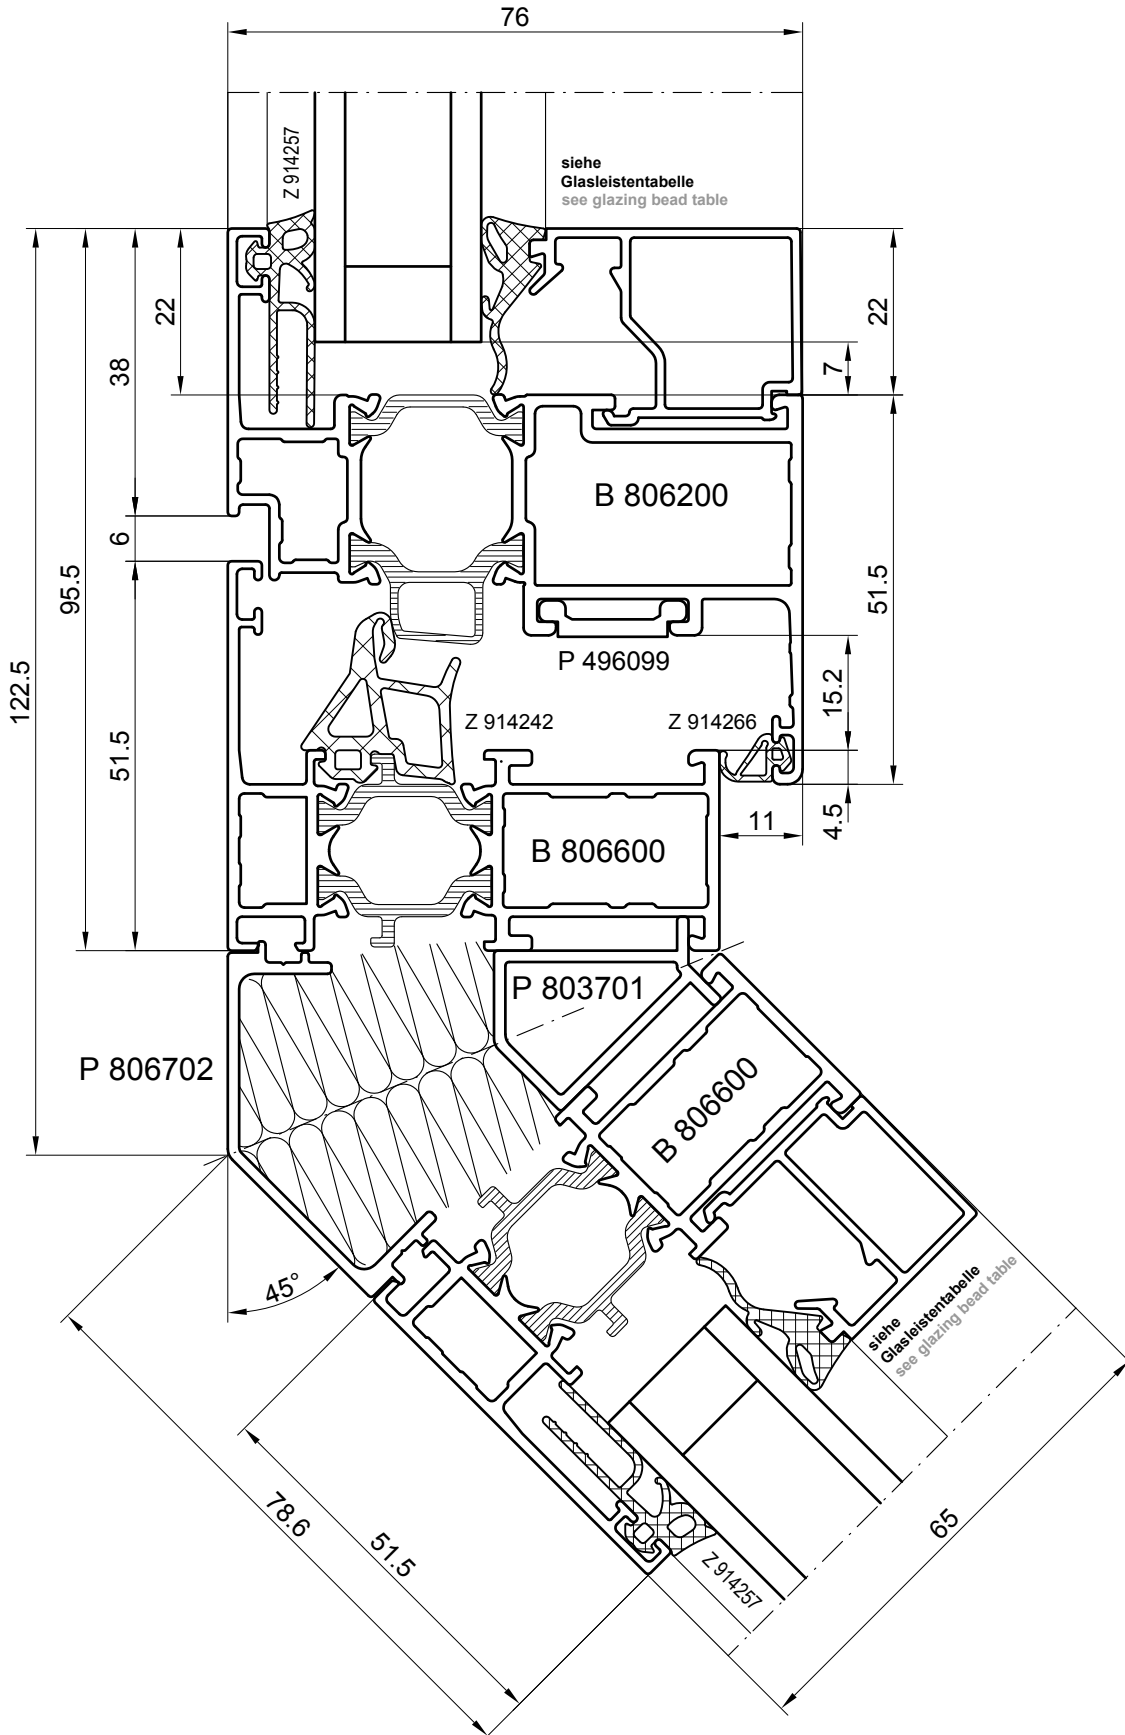 76
Z 914257
siehe
Glasleistentabelle
see glazing bead table
22
38
22
7
B 806200
6
95.5
51.5
122.5
P 496099
15.2
Z 914242
Z 914266
51.5
11
4.5
B 806600
P 803701
P 806702
B 806600
45°
siehe
Glasleistentabelle
see glazing bead table
78.6
51.5
65
Z 914257